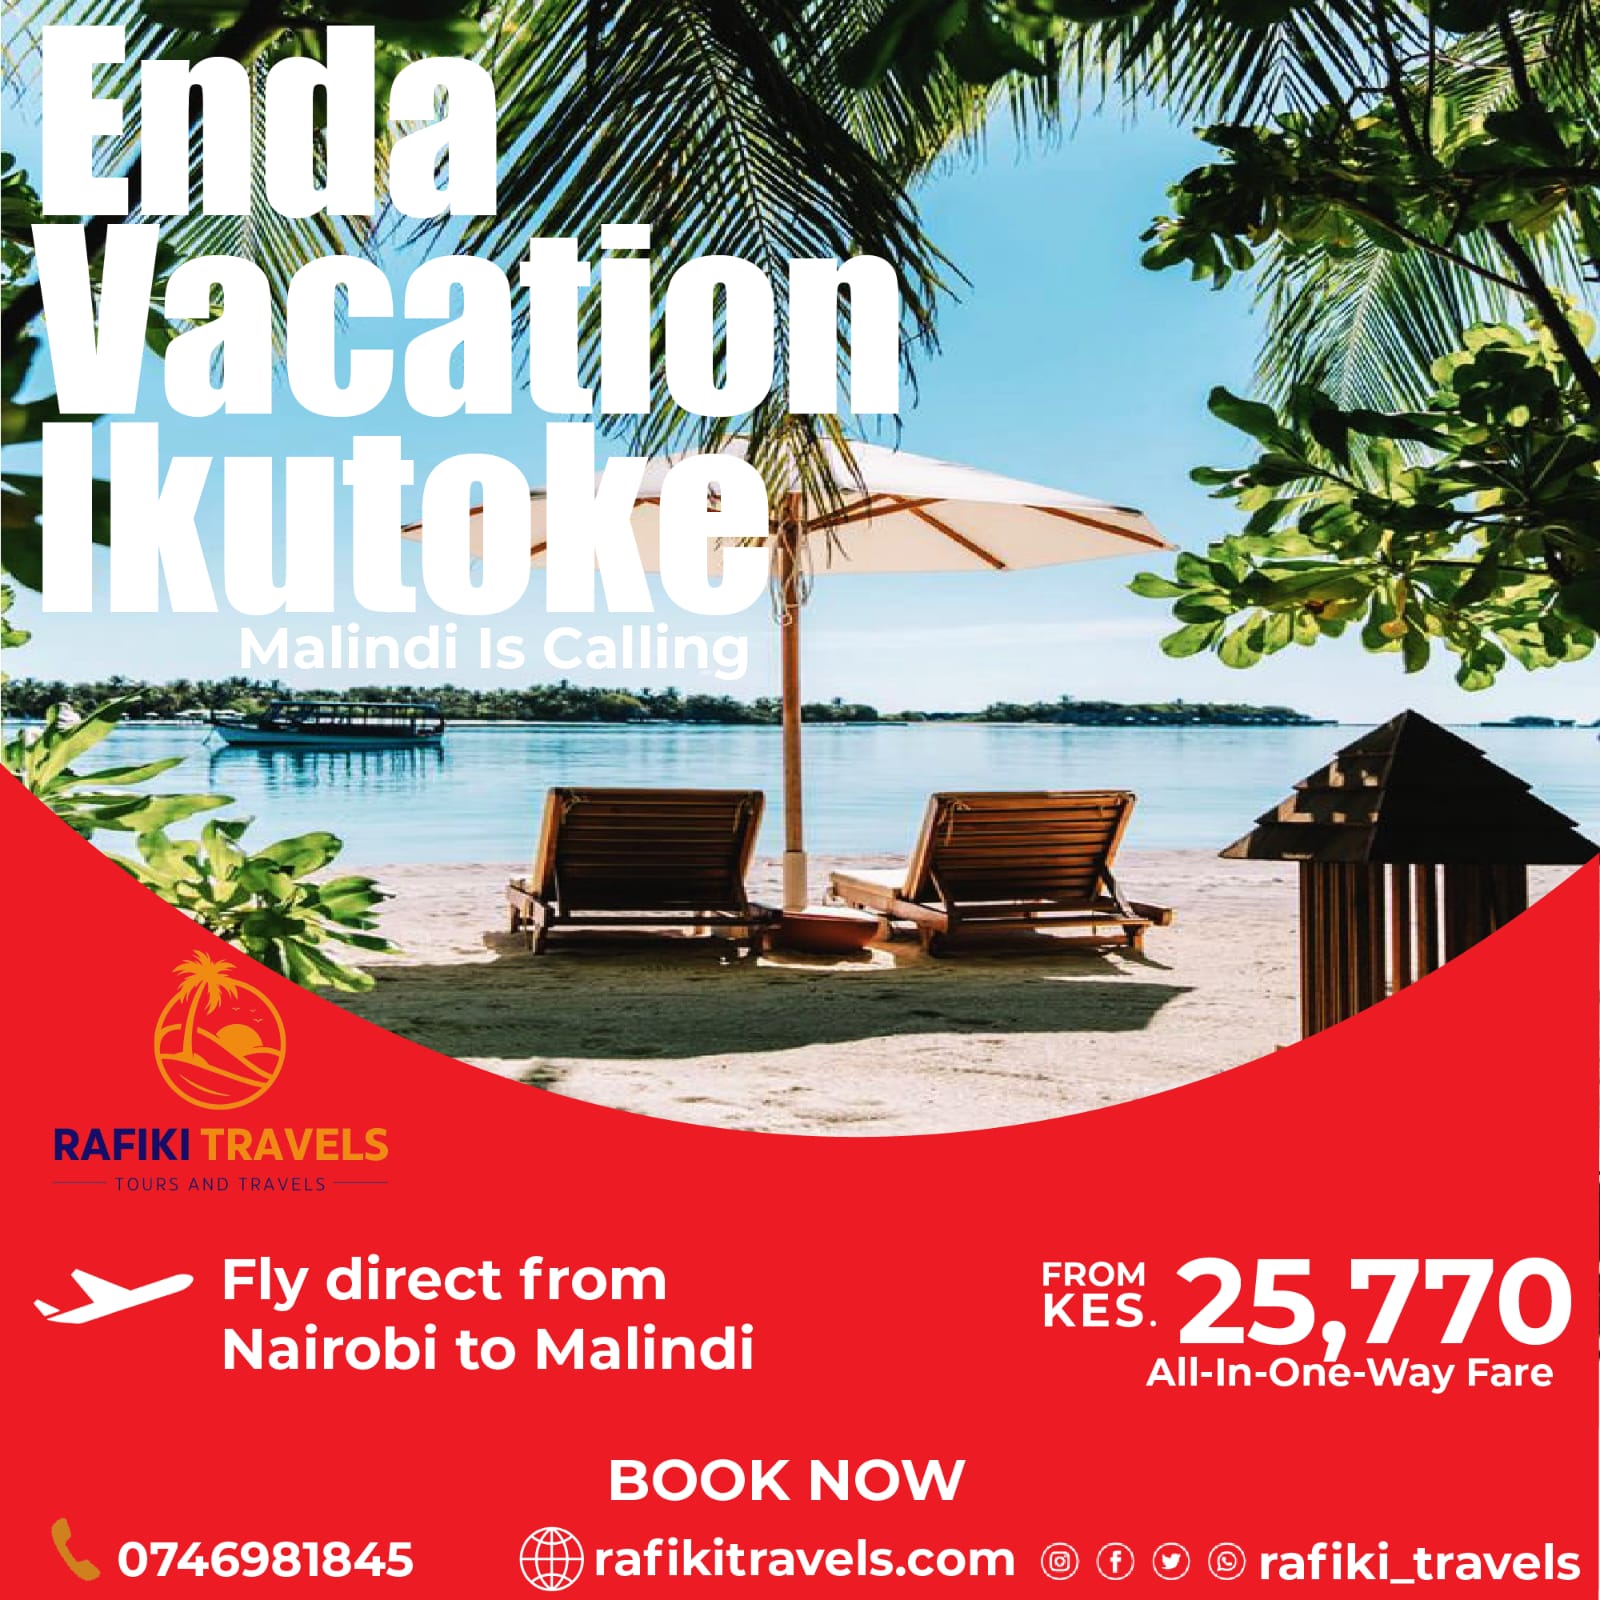 Enda
Vacation
Ikutoke
Malindi Is Calling
RAFIKI TRAVELS
TOURS AND TRAVELS
Fly direct from
Nairobi to Malindi
FROM
KES. 25,770
All-In-One-Way Fare
BOOK NOW
0746981845
rafikitravels.com
rafiki_travels